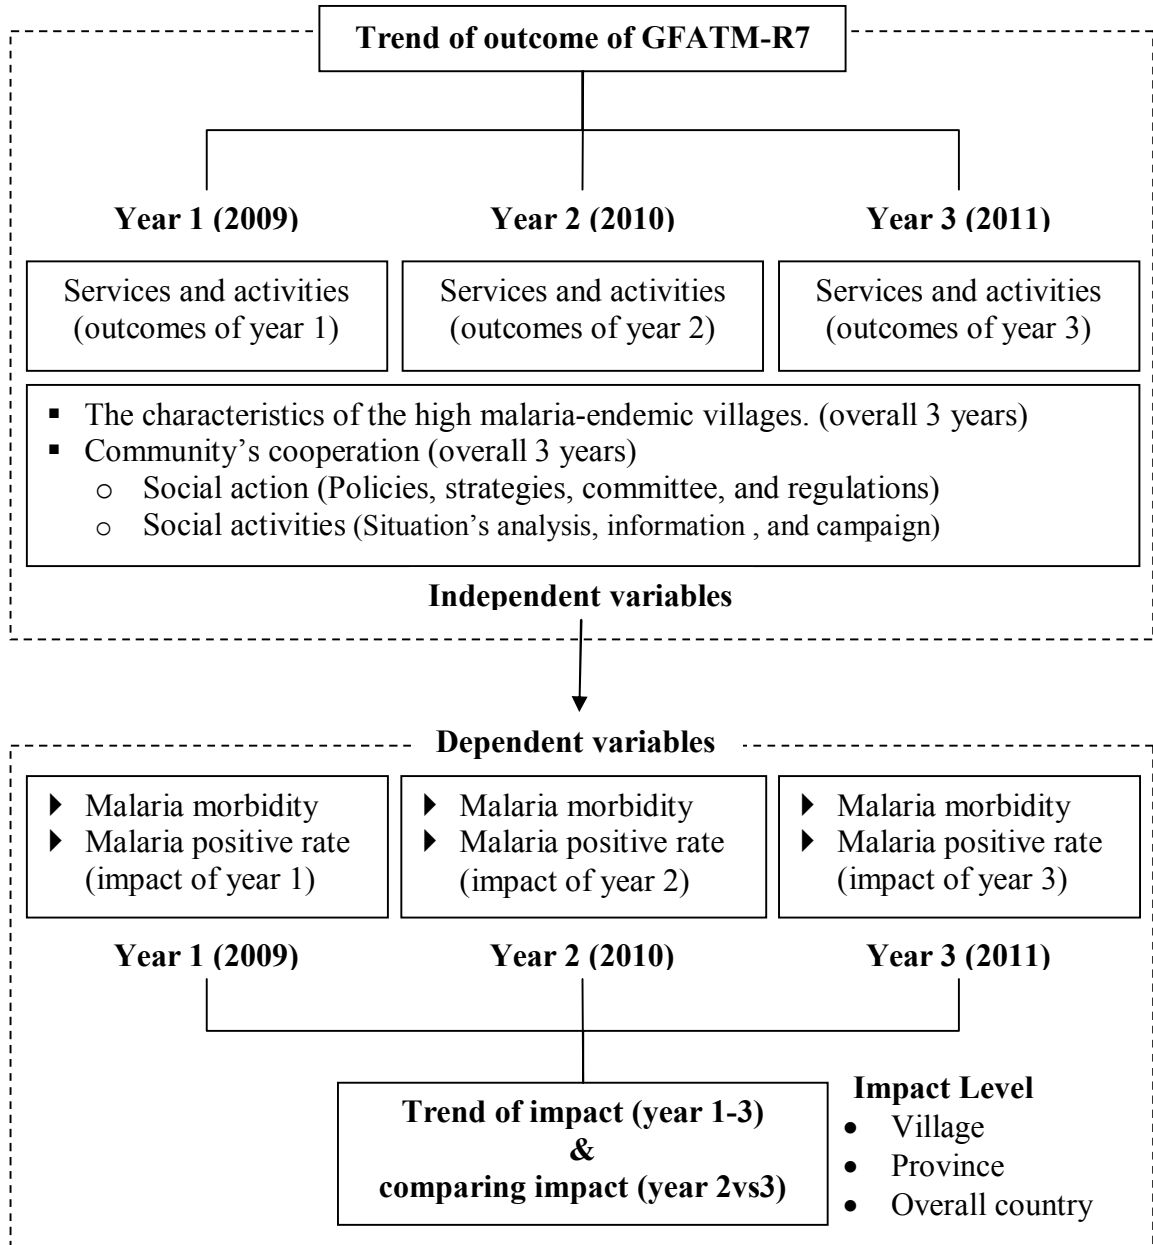 Trend of outcome of GFATM-R7
Year 1 (2009)
Year 2 (2010)
Year 3 (2011)
Services and activities
(outcomes of year 1)
Services and activities
(outcomes of year 2)
Services and activities
(outcomes of year 3)
▪ The characteristics of the high malaria-endemic villages. (overall 3 years)
▪ Community’s cooperation (overall 3 years)
o Social action (Policies, strategies, committee, and regulations)
o Social activities (Situation’s analysis, information , and campaign)
Independent variables
Dependent variables
Malaria morbidity
Malaria positive rate
(impact of year 1)
Malaria morbidity
Malaria positive rate
(impact of year 2)
Malaria morbidity
Malaria positive rate
(impact of year 3)
Year 1 (2009)
Year 2 (2010)
Year 3 (2011)
Trend of impact (year 1-3)
&
comparing impact (year 2vs3)
Impact Level
• Village
• Province
• Overall country